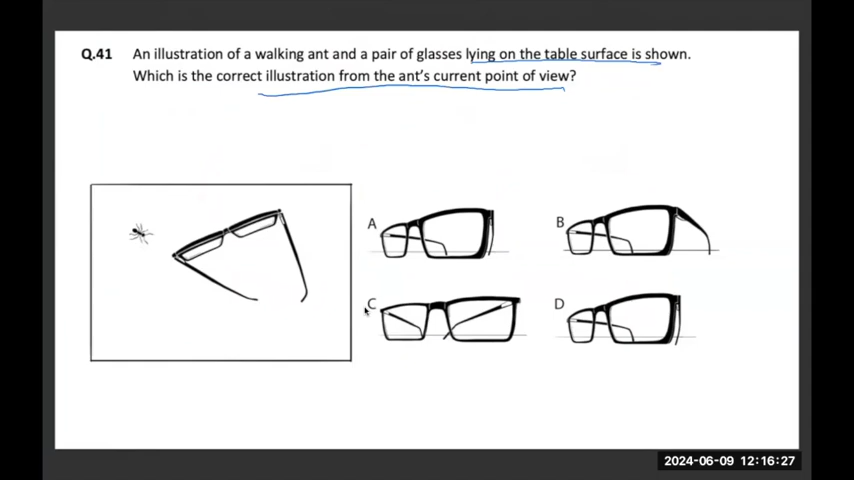 Q.41 An illustration of a walking ant and a pair of glasses lying on the table surface is shown.
Which is the correct illustration from the ant's current point of view?
A
B
C
D
2024-06-09 12:16:27